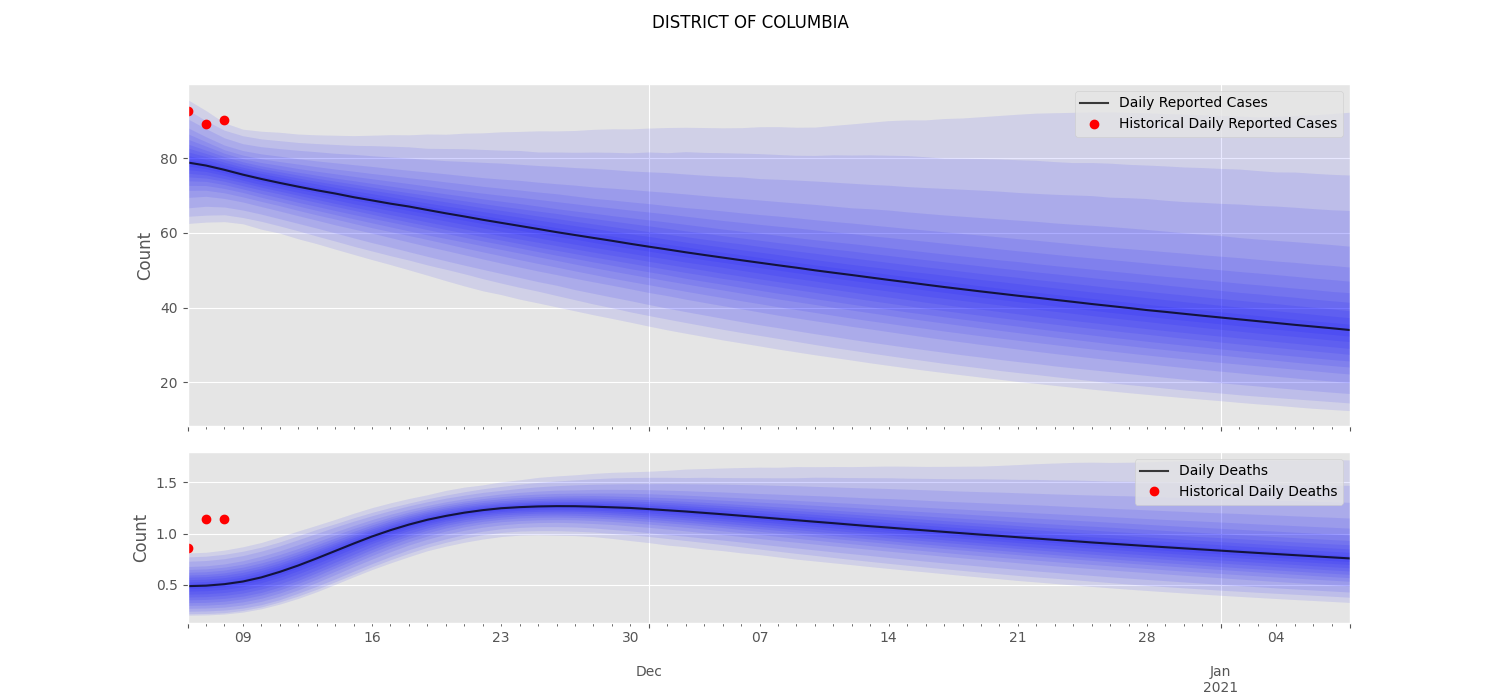 DISTRICT OF COLUMBIA
Daily Reported Cases
Historical Daily Reported Cases
80
60
40
20
Count
Daily Deaths
Historical Daily Deaths
1.5
1.0
0.5
Count
09 16 23 30 07 14 21 28 04
Dec Jan
2021